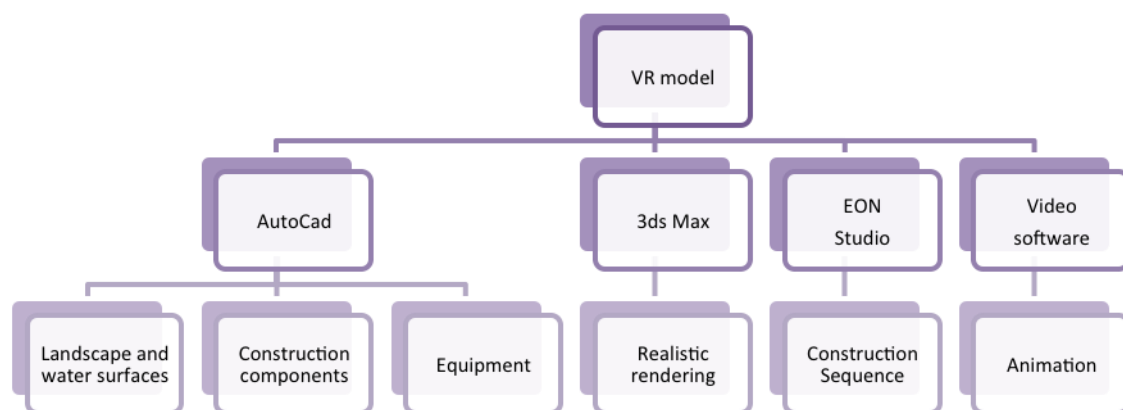 VR model
AutoCad
3ds Max
EON
Studio
Video
software
Landscape and
water surfaces
Construction
components
Equipment
Realistic
rendering
Construction
Sequence
Animation